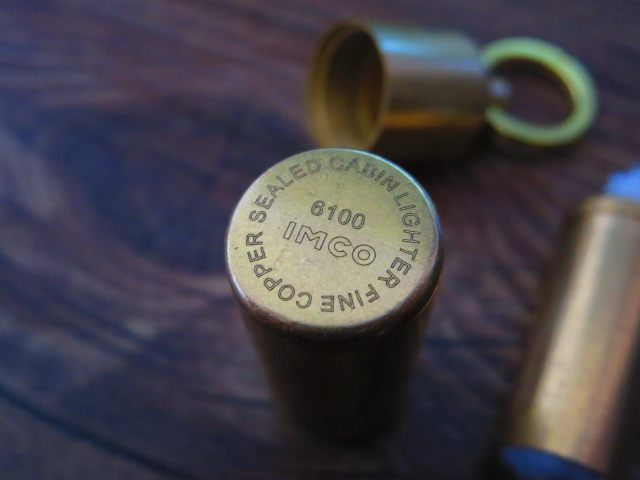 FINE COPPER SEALED CABIN LIGHTER
6100
IMCO